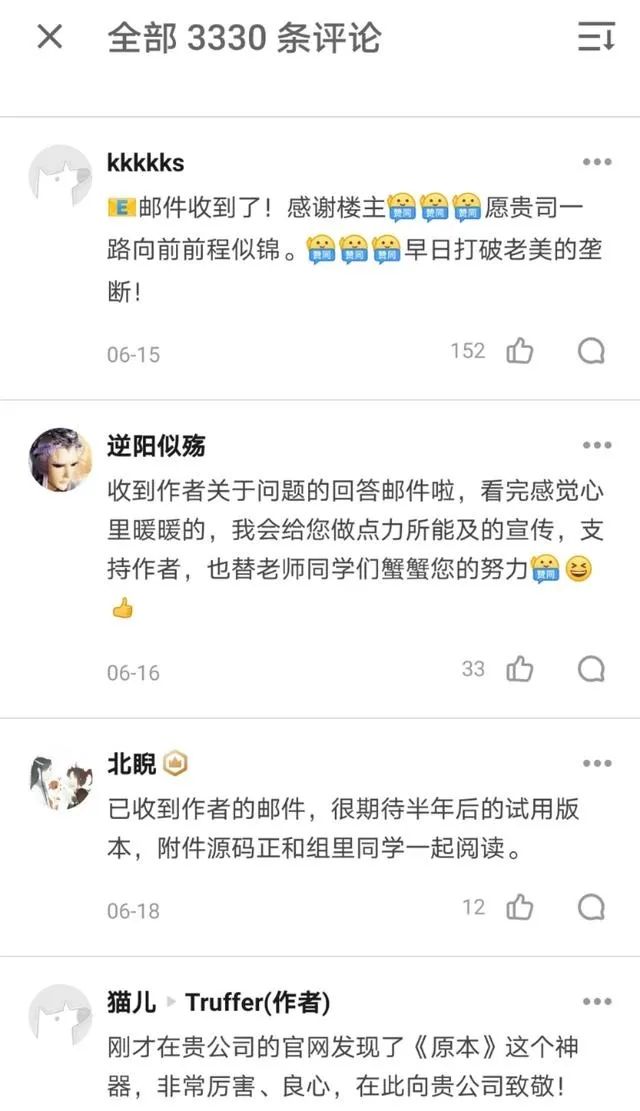 全部 3330 条评论
kkkkks
📧邮件收到了！感谢楼主赞同赞同赞同愿贵司一
路向前前程似锦。赞同赞同赞同早日打破老美的垄
断！
06-15
152
逆阳似殇
收到作者关于问题的回答邮件啦，看完感觉心
里暖暖的，我会给您做点力所能及的宣传，支
持作者，也替老师同学们蟹蟹您的努力赞同😆
👍
06-16
33
北睨
已收到作者的邮件，很期待半年后的试用版
本，附件源码正和组里同学一起阅读。
06-18
12
猫儿 ▸ Truffer(作者)
刚才在贵公司的官网发现了《原本》这个神
器，非常厉害、良心，在此向贵公司致敬！